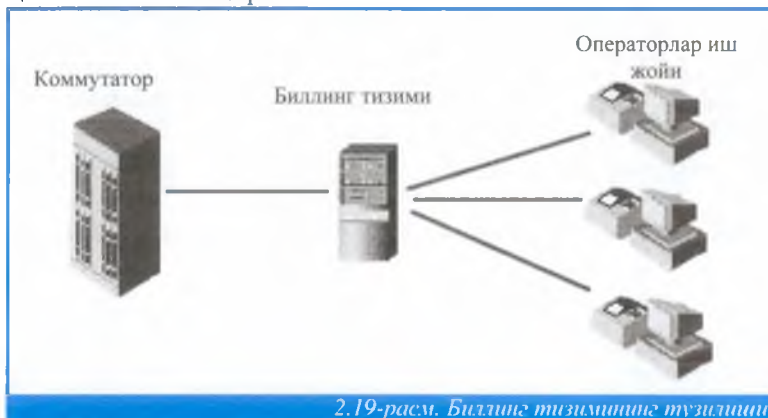 Коммутатор
Биллинг тизими
Операторлар иш
жойи
2.19-расм. Биллинг тизимининг тузилиши